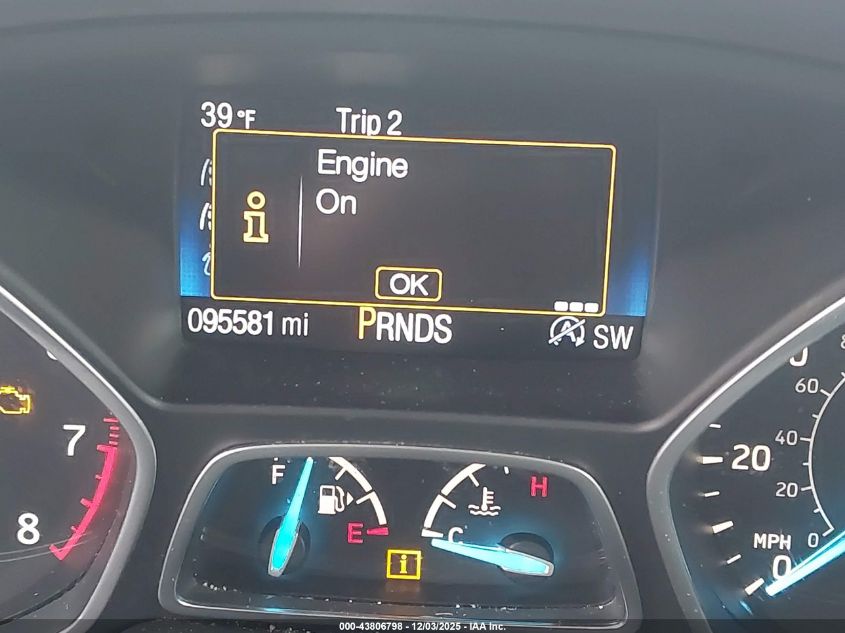 39°F Trip 2
Engine
On
OK
095581 mi PRNDS SW
7
8
F
E
C
H
60
40
20
0
20
0
MPH
000-43806798 - 12/03/2025 - IAA Inc.